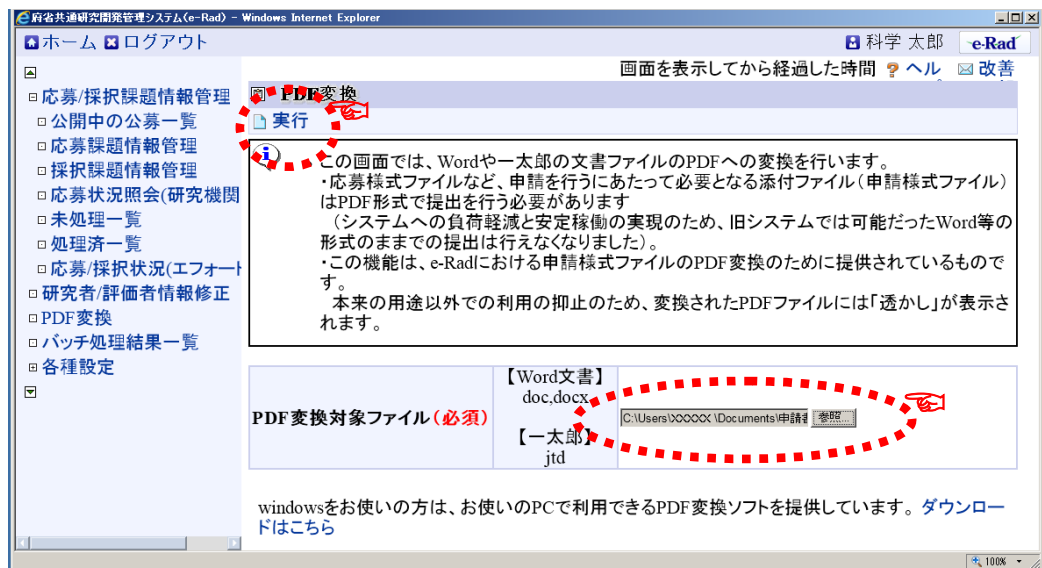 府省共通研究開発管理システム(e-Rad) - Windows Internet Explorer
ホーム ログアウト
科学 太郎 e-Rad
画面を表示してから経過した時間 ヘル 改善
応募/採択課題情報管理
公開中の公募一覧
応募課題情報管理
採択課題情報管理
応募状況照会(研究機関
未処理一覧
処理済一覧
応募/採択状況(エフォート
研究者/評価者情報修正
PDF変換
バッチ処理結果一覧
各種設定
PDF変換
実行
この画面では、Wordや一太郎の文書ファイルのPDFへの変換を行います。
・応募様式ファイルなど、申請を行うにあたって必要となる添付ファイル(申請様式ファイル)
はPDF形式で提出を行う必要があります
(システムへの負荷軽減と安定稼働の実現のため、旧システムでは可能だったWord等の
形式のままでの提出は行えなくなりました)。
・この機能は、e-Radにおける申請様式ファイルのPDF変換のために提供されているもので
す。
本来の用途以外での利用の抑止のため、変換されたPDFファイルには「透かし」が表示さ
れます。
PDF変換対象ファイル(必須)
【Word文書】
doc,docx
【一太郎】
jtd
C:\Users\XXXXXX\Documents\申請書 参照...
windowsをお使いの方は、お使いのPCで利用できるPDF変換ソフトを提供しています。ダウンロー
ドはこちら
100%